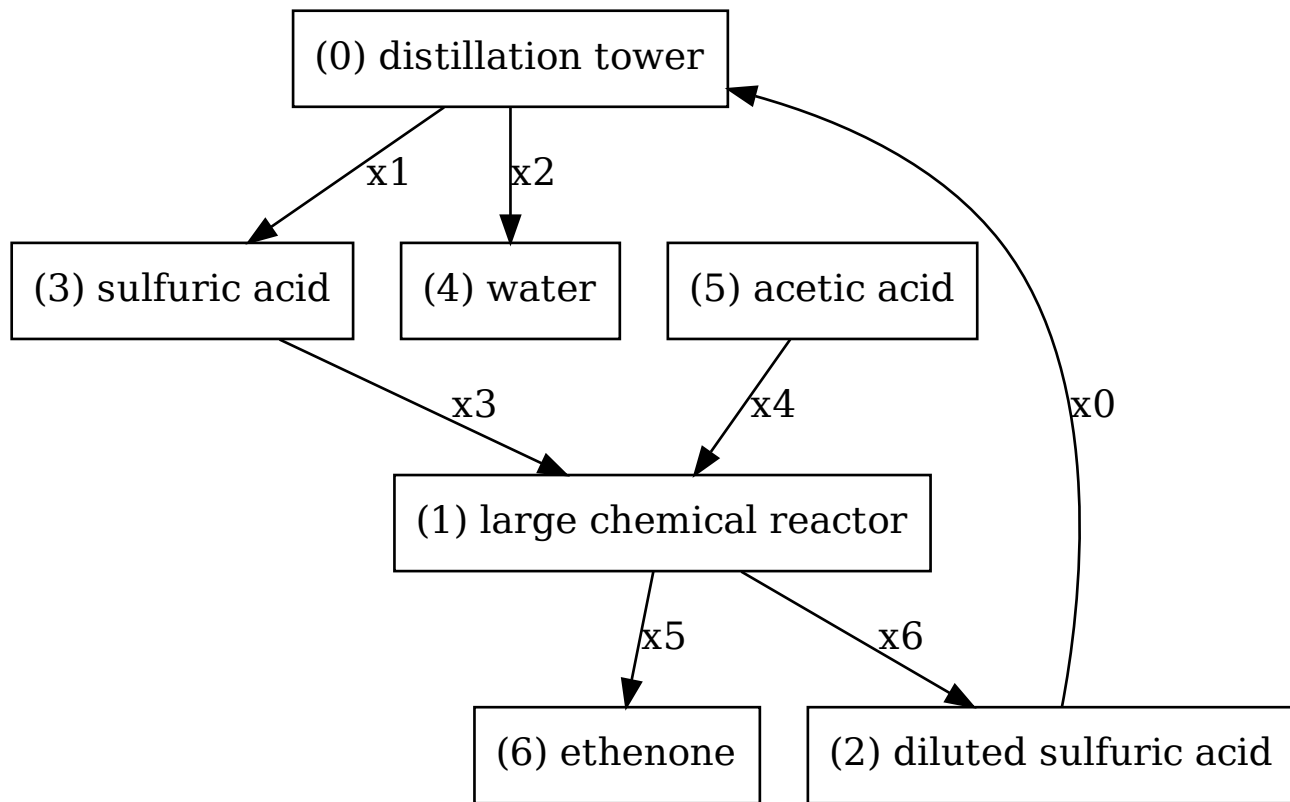 (0) distillation tower
x1
x2
(3) sulfuric acid
(4) water
(5) acetic acid
x3
x4
x0
(1) large chemical reactor
x5
x6
(6) ethenone
(2) diluted sulfuric acid